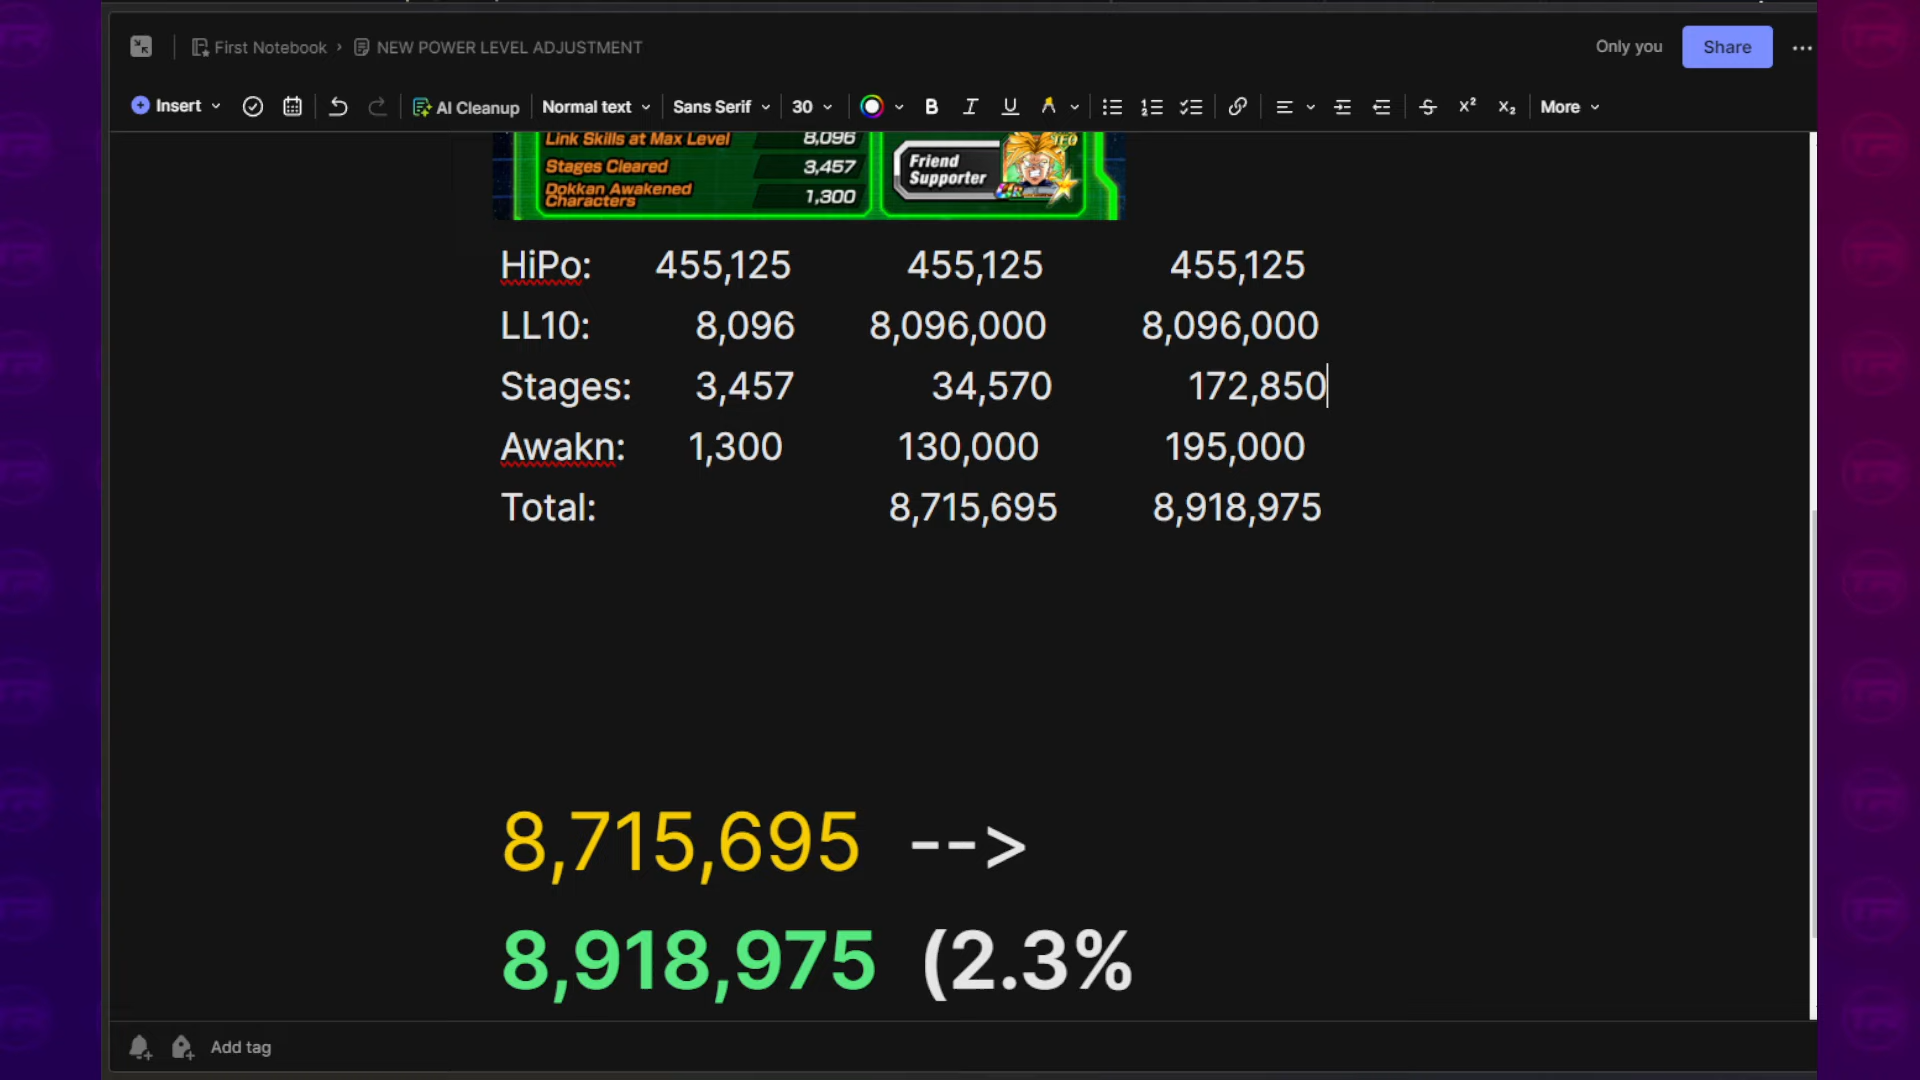 First Notebook › NEW POWER LEVEL ADJUSTMENT
Only you
Share
Insert
AI Cleanup
Normal text
Sans Serif
30
B I U
More
Link Skills at Max Level 8,096
Stages Cleared 3,457
Dokkan Awakened Characters 1,300
Friend Supporter
TEQ
HiPo: 455,125 455,125 455,125
LL10: 8,096 8,096,000 8,096,000
Stages: 3,457 34,570 172,850
Awakn: 1,300 130,000 195,000
Total: 8,715,695 8,918,975
8,715,695 -->
8,918,975 (2.3%
Add tag